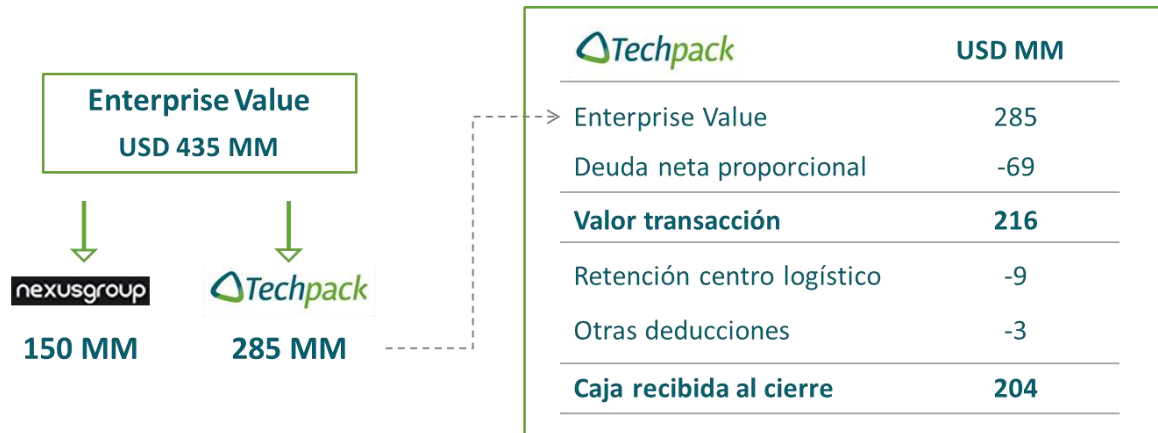 Enterprise Value
USD 435 MM
nexusgroup
Techpack
150 MM
285 MM
Techpack USD MM
Enterprise Value 285
Deuda neta proporcional -69
Valor transacción 216
Retención centro logístico -9
Otras deducciones -3
Caja recibida al cierre 204